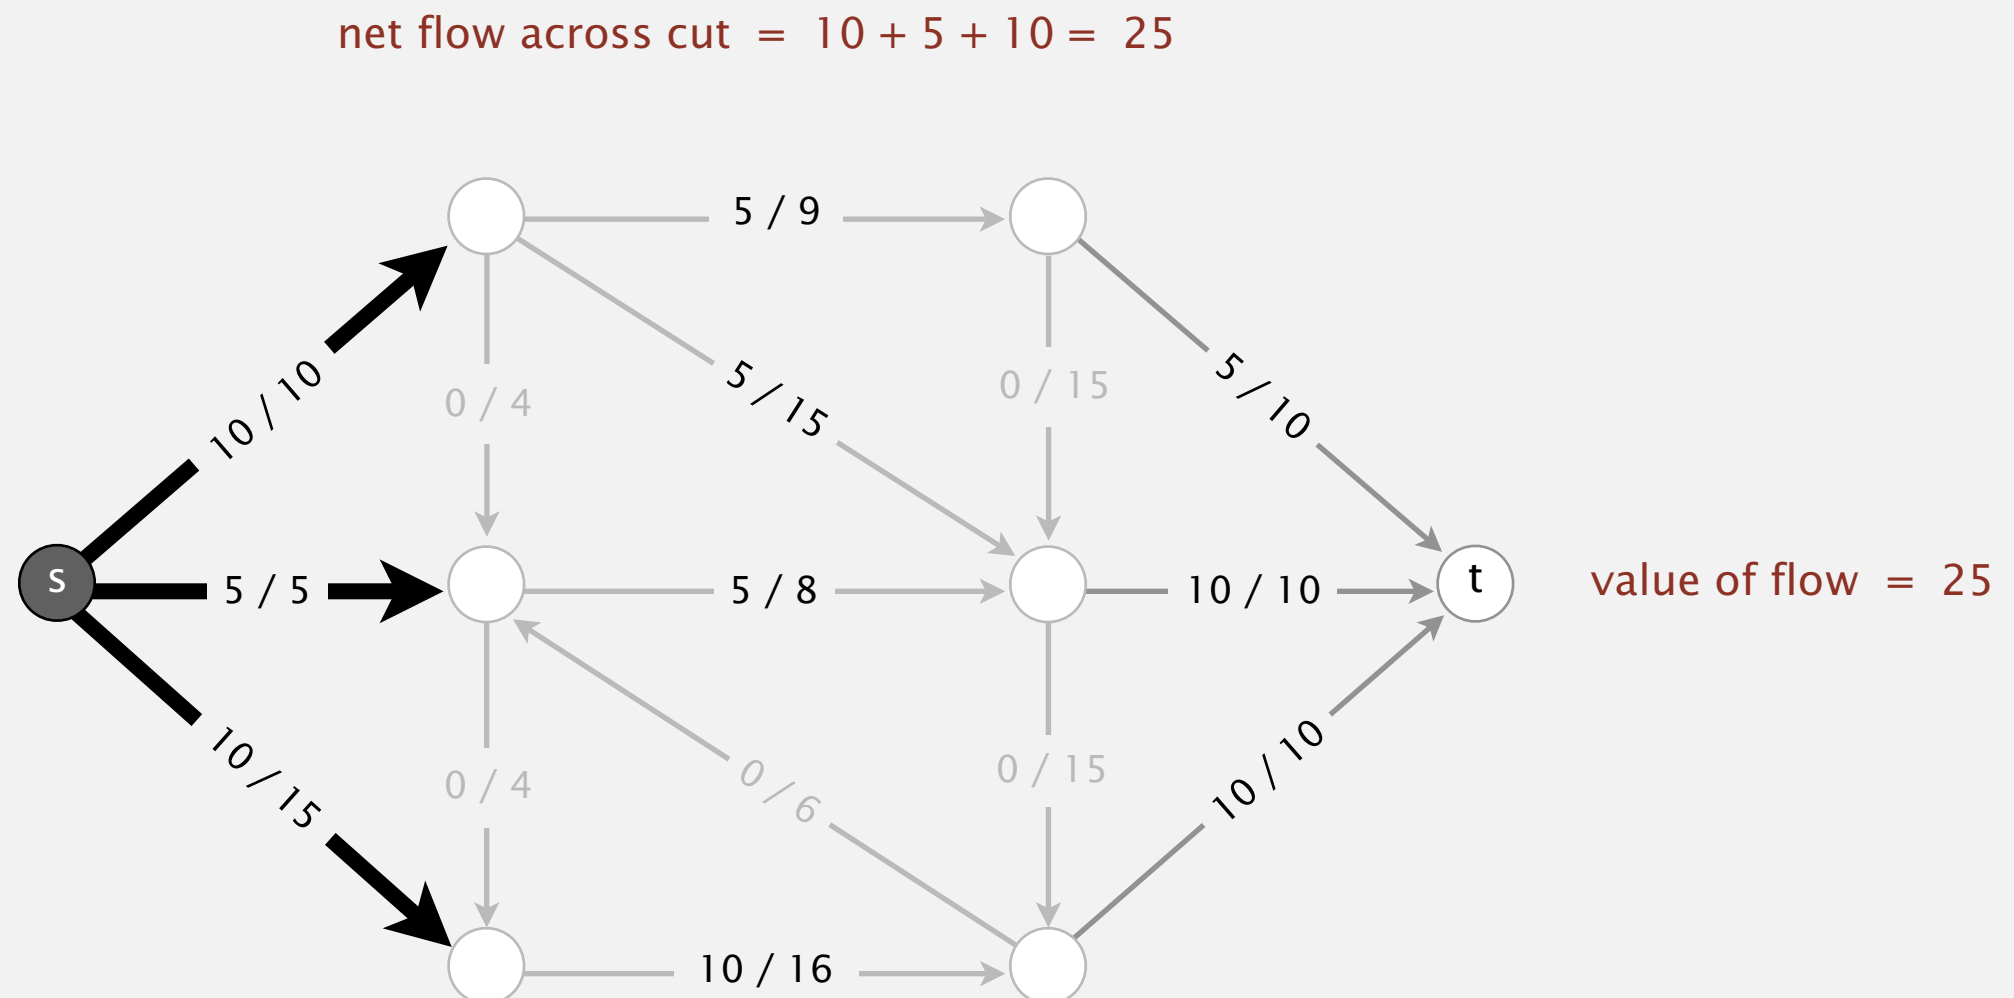 net flow across cut = 10 + 5 + 10 = 25
5 / 9
10 / 10
0 / 4
5 / 15
0 / 15
5 / 10
s
5 / 5
5 / 8
10 / 10
t
value of flow = 25
10 / 15
0 / 4
0 / 6
0 / 15
10 / 10
10 / 16